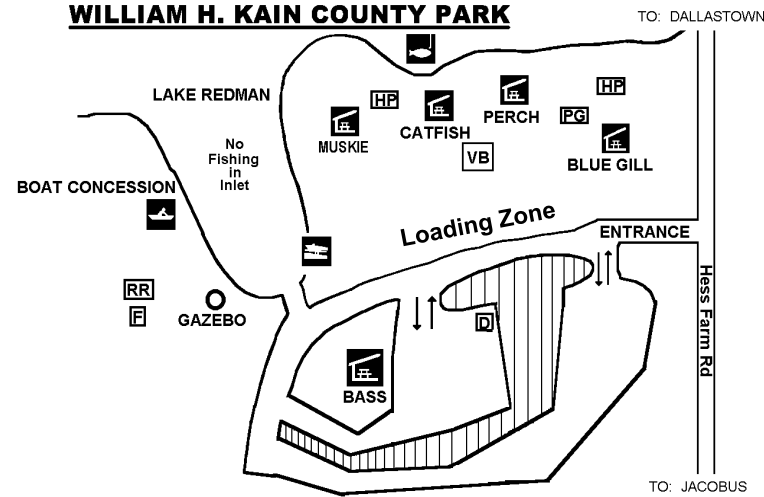 WILLIAM H. KAIN COUNTY PARK
TO: DALLASTOWN
LAKE REDMAN
HP
HP
PERCH
PG
CATFISH
MUSKIE
No
Fishing
in
Inlet
VB
BLUE GILL
BOAT CONCESSION
Loading Zone
ENTRANCE
RR
F
GAZEBO
D
Hess Farm Rd
BASS
TO: JACOBUS